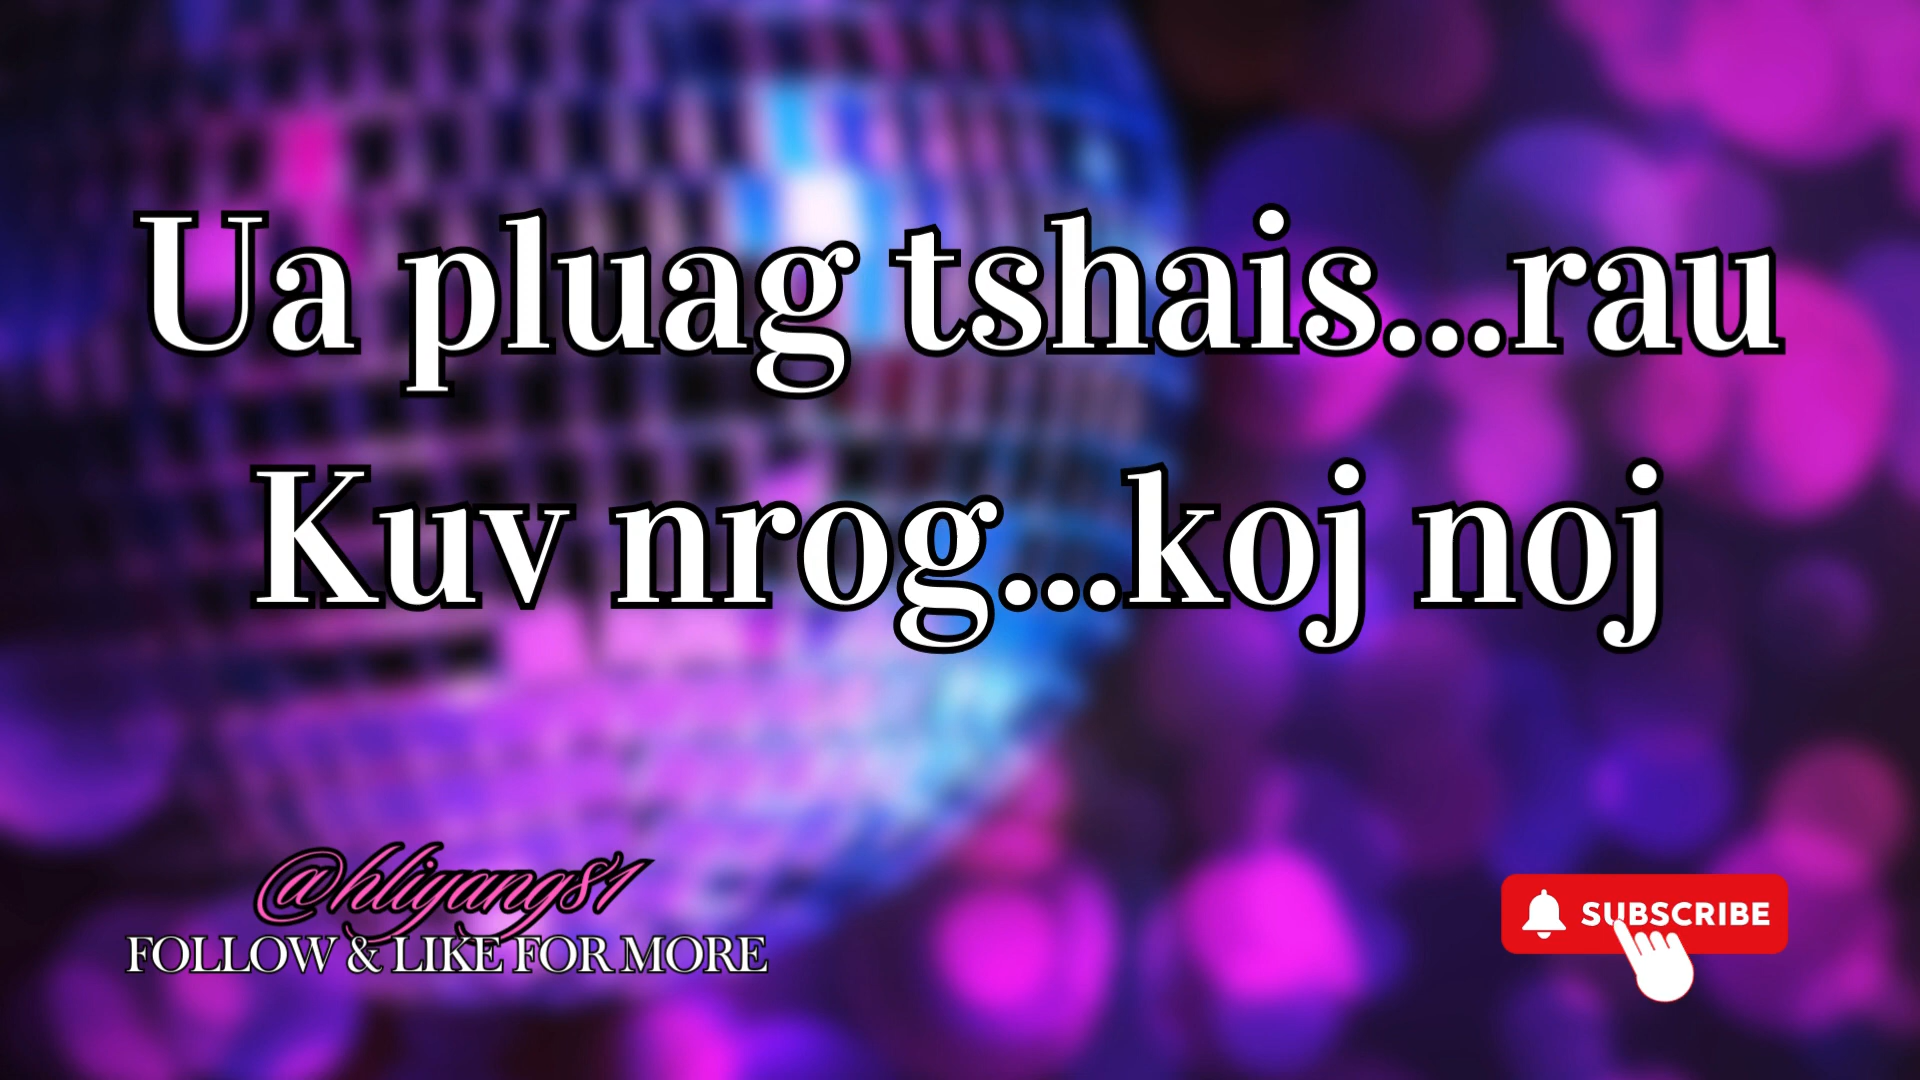 Ua pluag tshais...rau
Kuv nrog...koj noj
@hliyang81
FOLLOW & LIKE FOR MORE
SUBSCRIBE